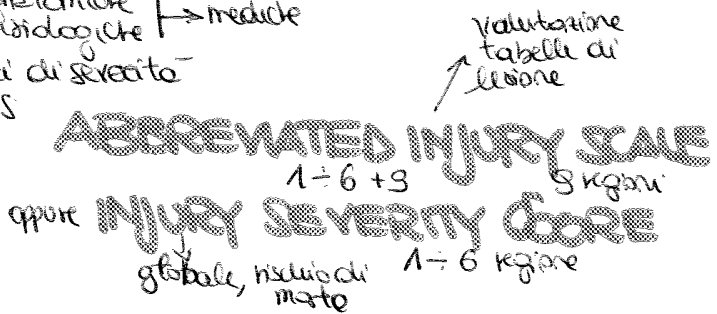 mediche
siologiche
i di severità
S
valutazione
tabelle di
lesione
ABBREVIATED INJURY SCALE
1÷6 +9
9 regioni
oppure INJURY SEVERITY SCORE
globale, rischio di
morte
1÷6 regione